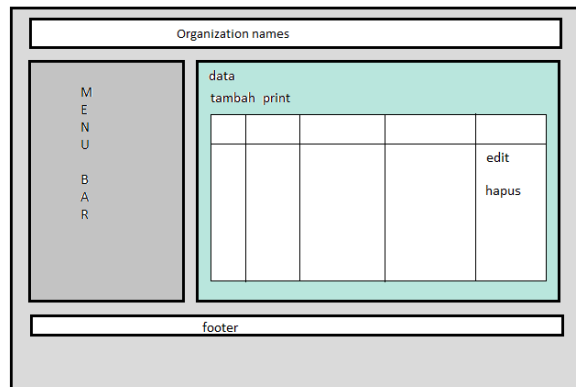 Organization names
M
E
N
U
B
A
R
data
tambah print
edit
hapus
footer